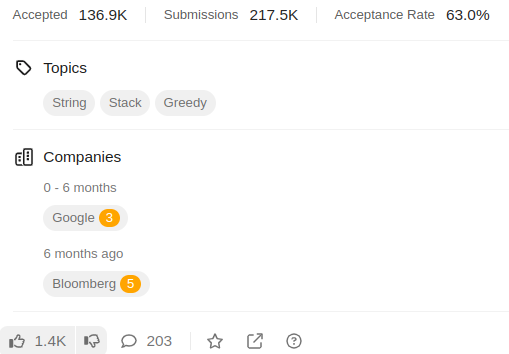 Accepted 136.9K Submissions 217.5K Acceptance Rate 63.0%
Topics
String Stack Greedy
Companies
0 - 6 months
Google 3
6 months ago
Bloomberg 5
1.4K 203